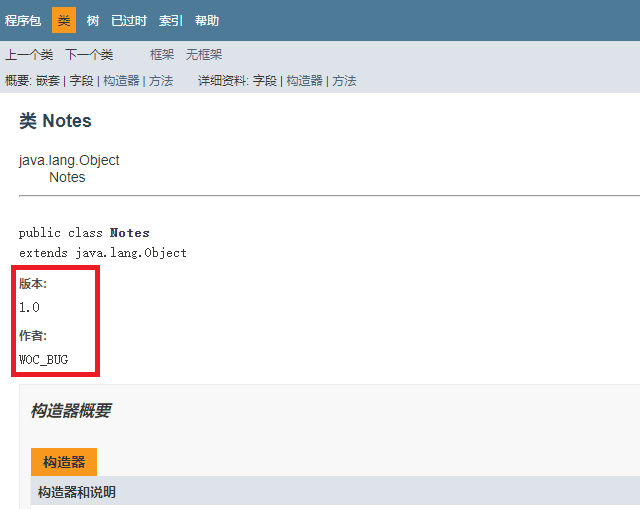 程序包 类 树 已过时 索引 帮助
上一个类 下一个类 框架 无框架
概要: 嵌套 | 字段 | 构造器 | 方法 详细资料: 字段 | 构造器 | 方法
类 Notes
java.lang.Object
Notes
public class Notes
extends java.lang.Object
版本:
1.0
作者:
WOC_BUG
构造器概要
构造器
构造器和说明